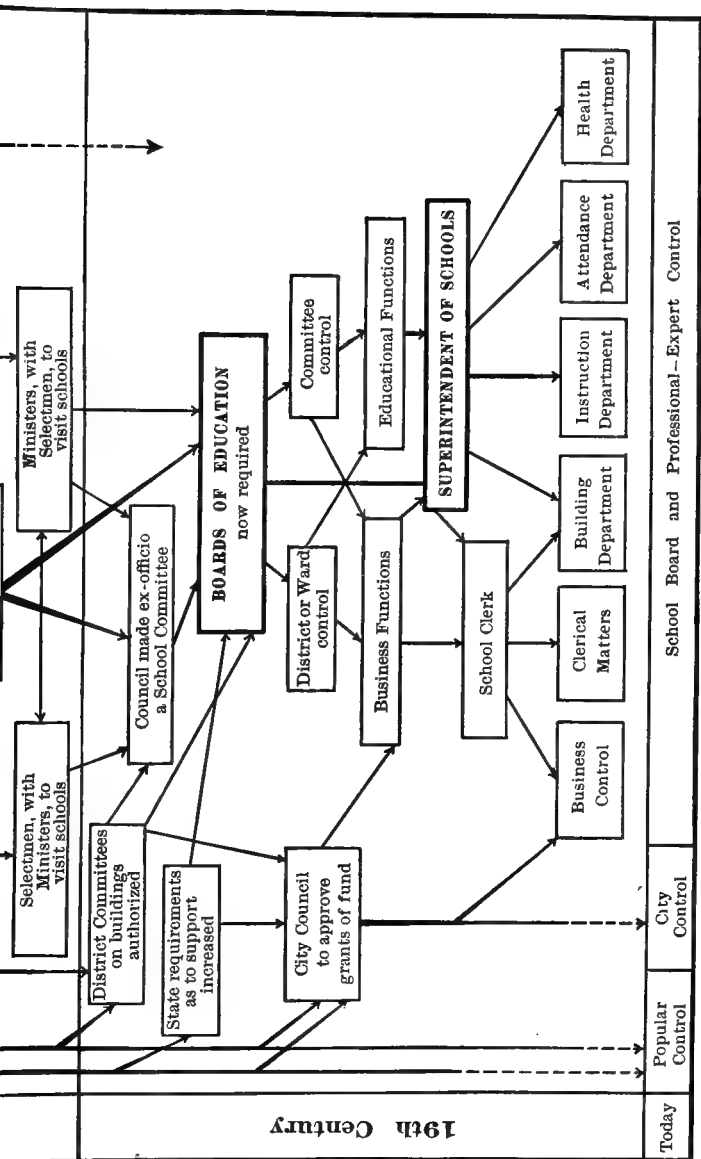 Selectmen, with
Ministers, to
visit schools
Ministers, with
Selectmen, to
visit schools
19th Century
District Committees
on buildings
authorized
Council made ex-officio
a School Committee
State requirements
as to support
increased
BOARDS OF EDUCATION
now required
City Council
to approve
grants of fund
District or Ward
control
Committee
control
Business Functions
Educational Functions
School Clerk
SUPERINTENDENT OF SCHOOLS
Business
Control
Clerical
Matters
Building
Department
Instruction
Department
Attendance
Department
Health
Department
Today
Popular
Control
City
Control
School Board and Professional-Expert Control